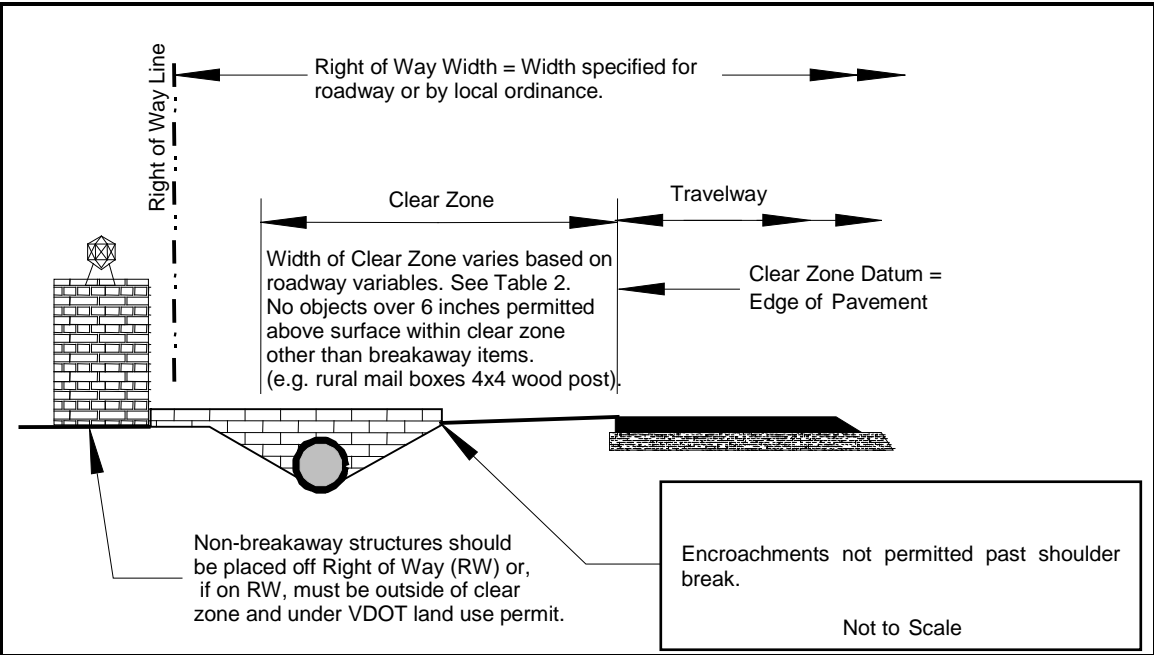 Right of Way Line
Right of Way Width = Width specified for
roadway or by local ordinance.
Clear Zone
Travelway
Width of Clear Zone varies based on
roadway variables. See Table 2.
No objects over 6 inches permitted
above surface within clear zone
other than breakaway items.
(e.g. rural mail boxes 4x4 wood post).
Clear Zone Datum =
Edge of Pavement
Non-breakaway structures should
be placed off Right of Way (RW) or,
if on RW, must be outside of clear
zone and under VDOT land use permit.
Encroachments not permitted past shoulder
break.
Not to Scale